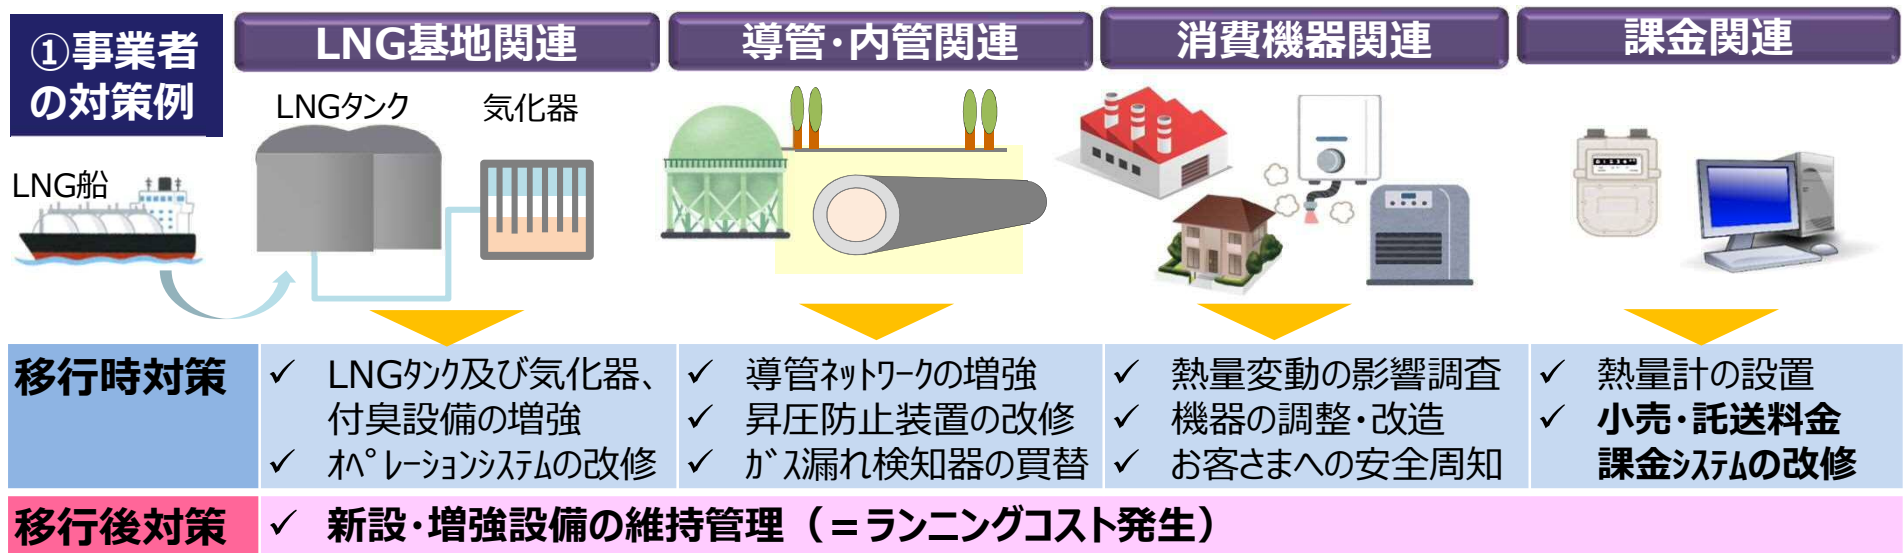 ①事業者
の対策例
LNG基地関連
導管・内管関連
消費機器関連
課金関連
LNGタンク
気化器
LNG船
移行時対策
✓ LNGﾀﾝｸ及び気化器、
付臭設備の増強
✓ ｵﾍﾟﾚｰｼｮﾝｼｽﾃﾑの改修
✓ 導管ﾈｯﾄﾜｰｸの増強
✓ 昇圧防止装置の改修
✓ ｶﾞｽ漏れ検知器の買替
✓ 熱量変動の影響調査
✓ 機器の調整・改造
✓ お客さまへの安全周知
✓ 熱量計の設置
✓ 小売・託送料金
課金ｼｽﾃﾑの改修
移行後対策
✓ 新設・増強設備の維持管理（=ランニングコスト発生）